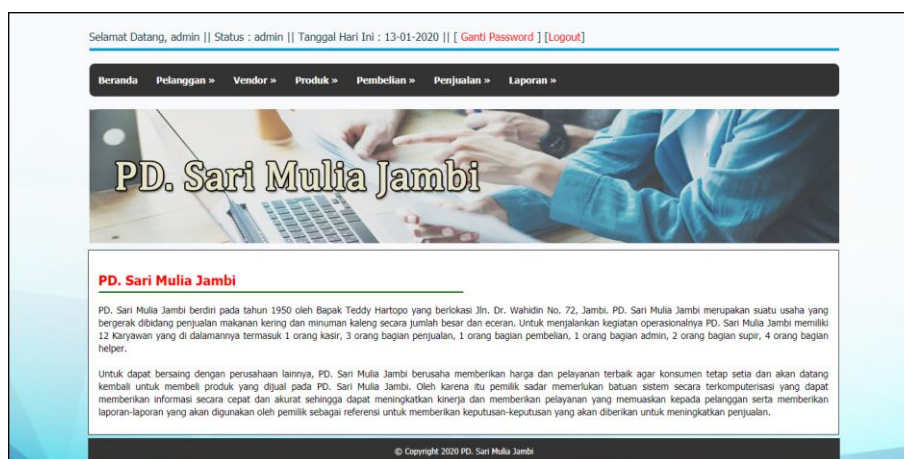 Selamat Datang, admin || Status : admin || Tanggal Hari Ini : 13-01-2020 || [ Ganti Password ] [Logout]
Beranda Pelanggan » Vendor » Produk » Pembelian » Penjualan » Laporan »
PD. Sari Mulia Jambi
PD. Sari Mulia Jambi
PD. Sari Mulia Jambi berdiri pada tahun 1950 oleh Bapak Teddy Hartopo yang berlokasi Jln. Dr. Wahidin No. 72, Jambi. PD. Sari Mulia Jambi merupakan suatu usaha yang
bergerak dibidang penjualan makanan kering dan minuman kaleng secara jumlah besar dan eceran. Untuk menjalankan kegiatan operasionalnya PD. Sari Mulia Jambi memiliki
12 Karyawan yang di dalamannya termasuk 1 orang kasir, 3 orang bagian penjualan, 1 orang bagian pembelian, 1 orang bagian admin, 2 orang bagian supir, 4 orang bagian
helper.
Untuk dapat bersaing dengan perusahaan lainnya, PD. Sari Mulia Jambi berusaha memberikan harga dan pelayanan terbaik agar konsumen tetap setia dan akan datang
kembali untuk membeli produk yang dijual pada PD. Sari Mulia Jambi. Oleh karena itu pemilik sadar memerlukan batuan sistem secara terkomputerisasi yang dapat
memberikan informasi secara cepat dan akurat sehingga dapat meningkatkan kinerja dan memberikan pelayanan yang memuaskan kepada pelanggan serta memberikan
laporan-laporan yang akan digunakan oleh pemilik sebagai referensi untuk memberikan keputusan-keputusan yang akan diberikan untuk meningkatkan penjualan.
© Copyright 2020 PD. Sari Mulia Jambi